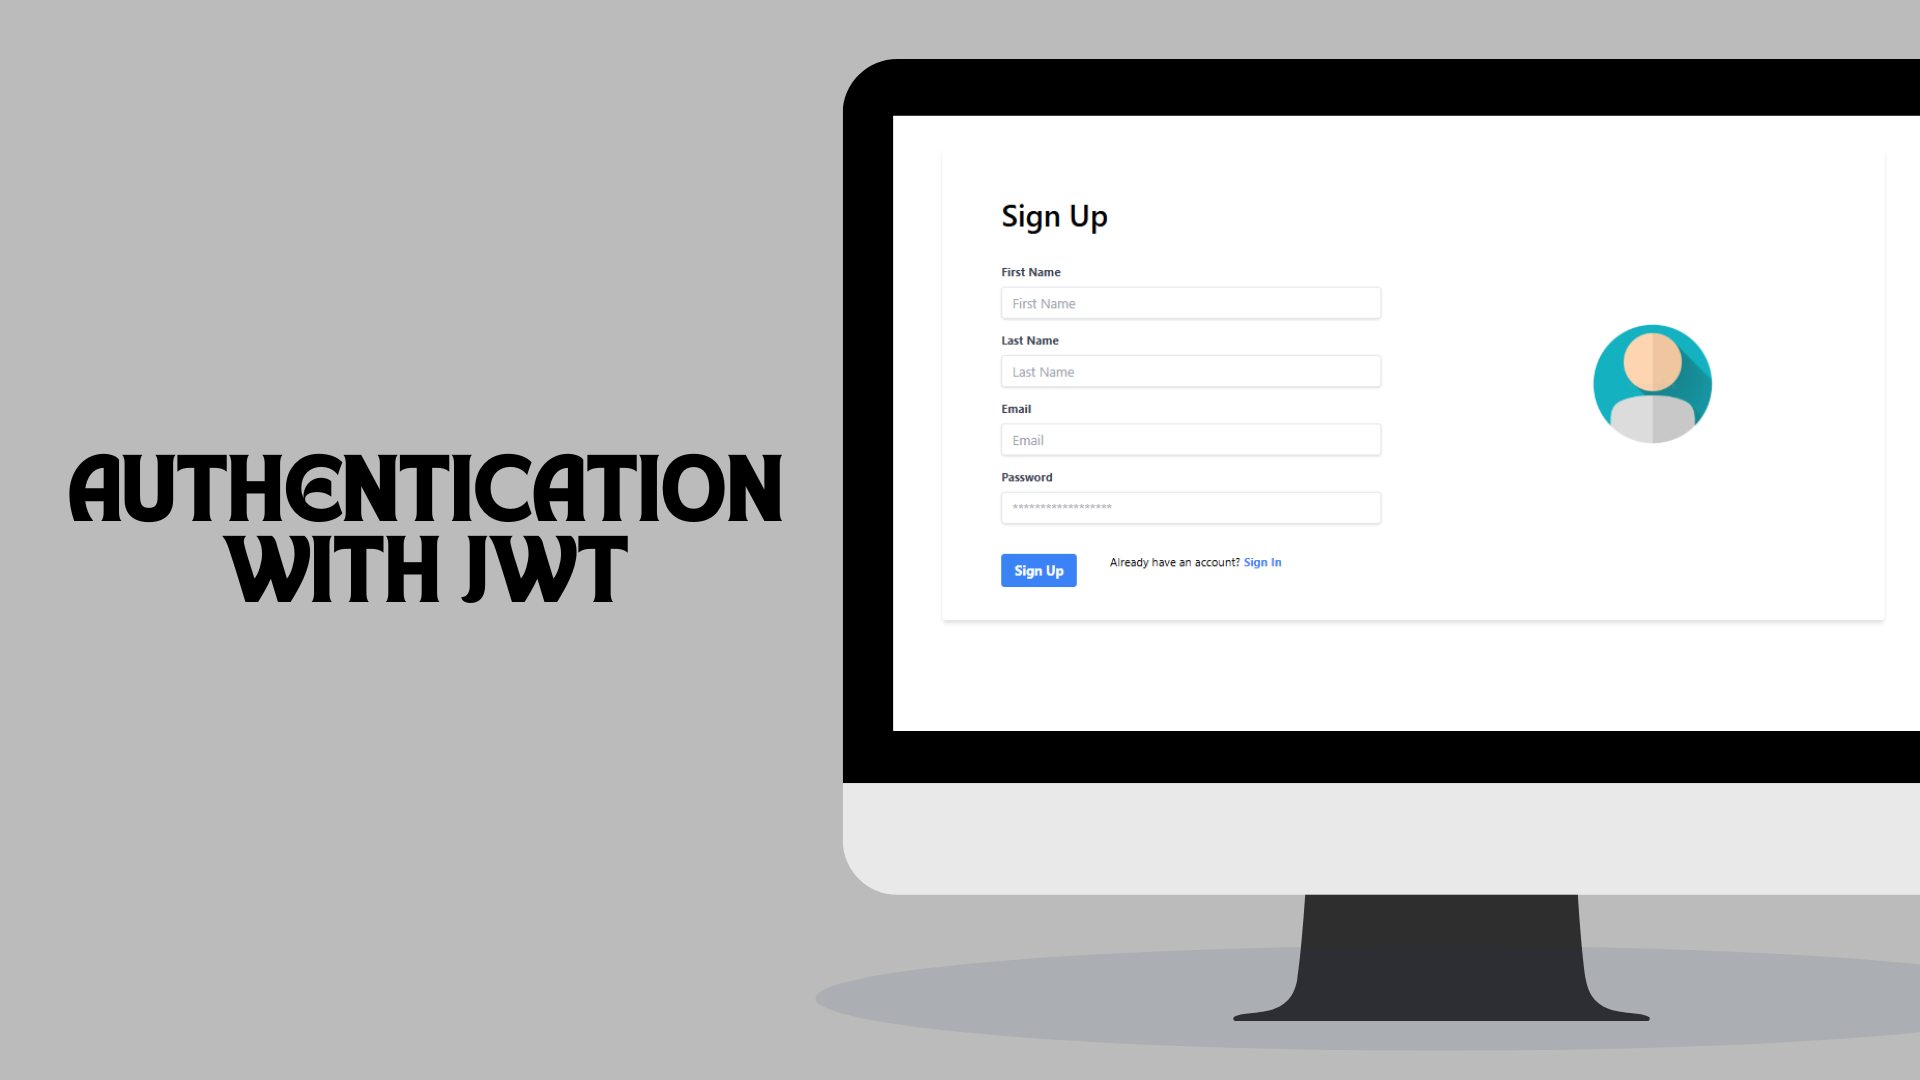 AUTHENTICATION
WITH JWT
Sign Up
First Name
First Name
Last Name
Last Name
Email
Email
Password
******************
Sign Up
Already have an account? Sign In